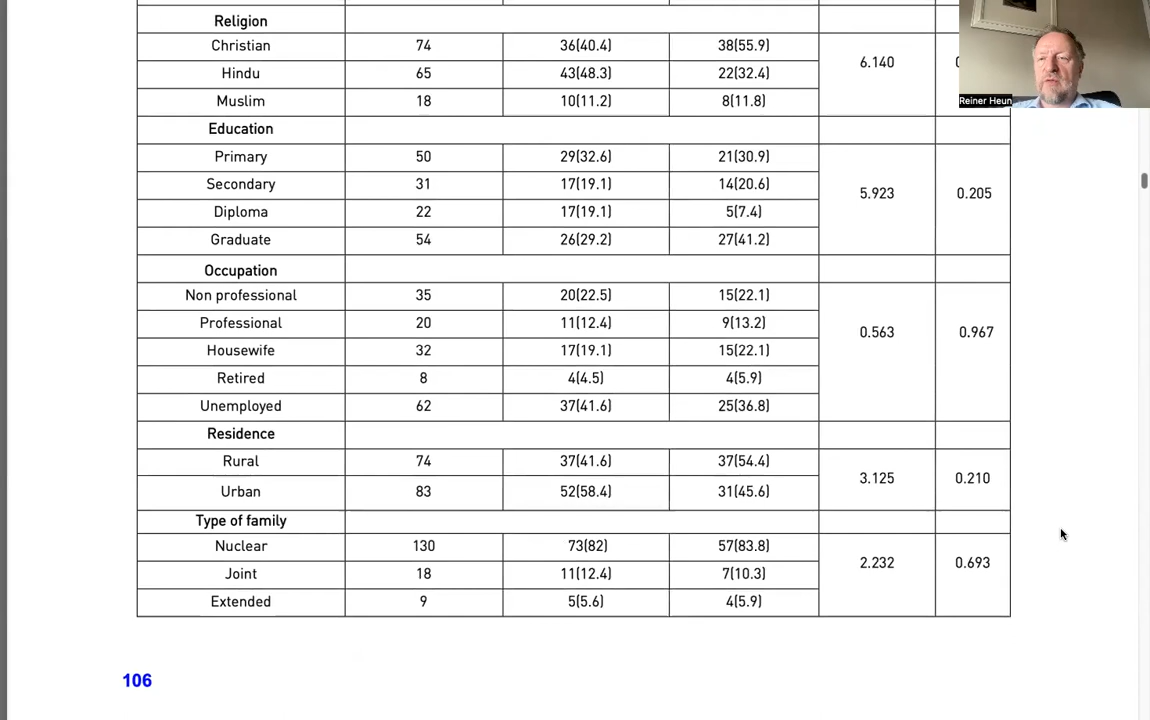 Religion
Christian 74 36(40.4) 38(55.9)
6.140
Hindu 65 43(48.3) 22(32.4)
Muslim 18 10(11.2) 8(11.8)
Reiner Heun
Education
Primary 50 29(32.6) 21(30.9)
Secondary 31 17(19.1) 14(20.6)
5.923 0.205
Diploma 22 17(19.1) 5(7.4)
Graduate 54 26(29.2) 27(41.2)
Occupation
Non professional 35 20(22.5) 15(22.1)
Professional 20 11(12.4) 9(13.2)
0.563 0.967
Housewife 32 17(19.1) 15(22.1)
Retired 8 4(4.5) 4(5.9)
Unemployed 62 37(41.6) 25(36.8)
Residence
Rural 74 37(41.6) 37(54.4)
3.125 0.210
Urban 83 52(58.4) 31(45.6)
Type of family
Nuclear 130 73(82) 57(83.8)
2.232 0.693
Joint 18 11(12.4) 7(10.3)
Extended 9 5(5.6) 4(5.9)
106